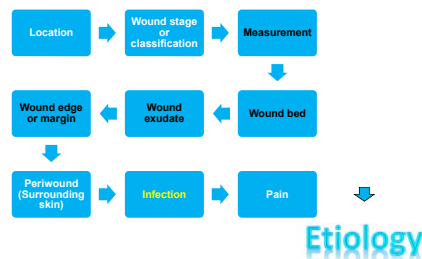 Location
Wound stage
or
classification
Measurement
Wound bed
Wound
exudate
Wound edge
or margin
Periwound
(Surrounding
skin)
Infection
Pain
Etiology